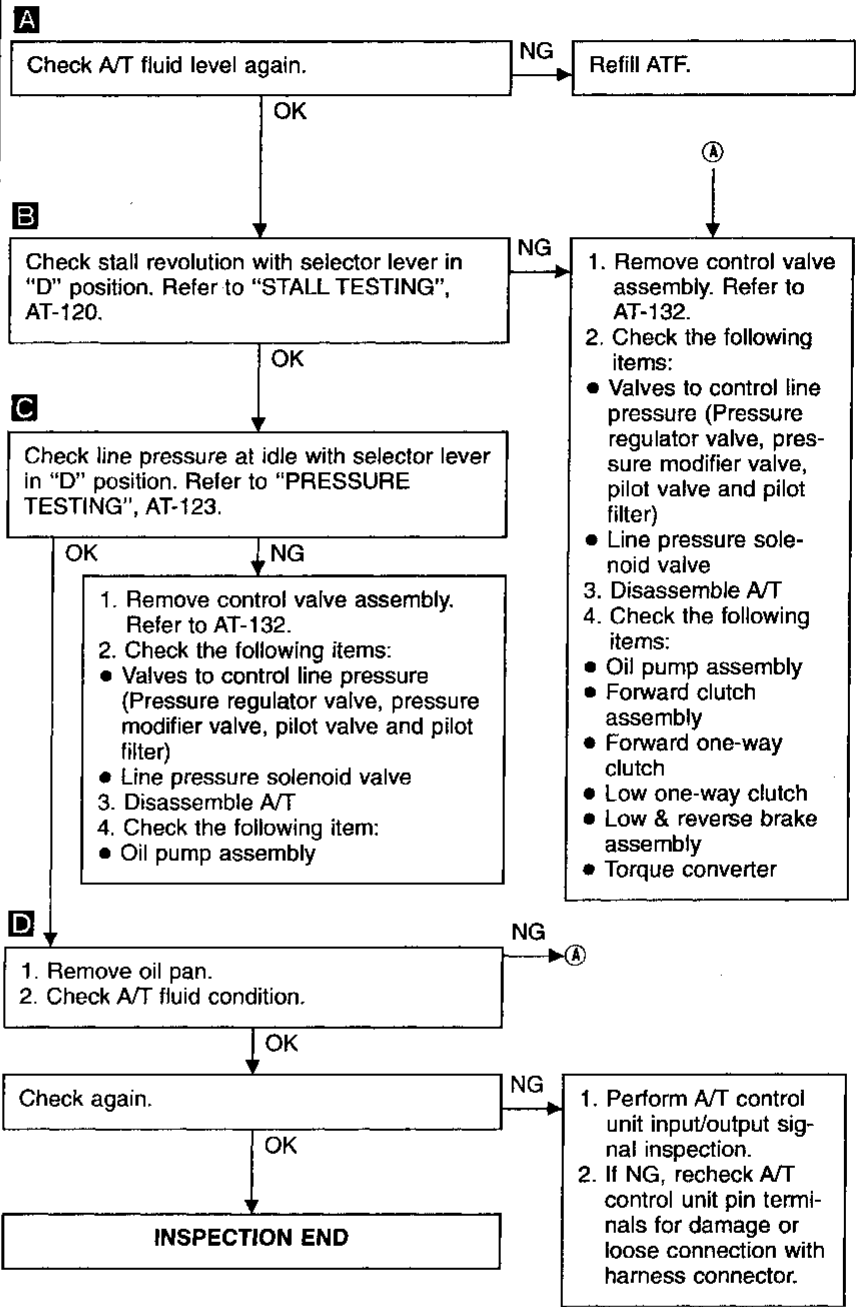 A
Check A/T fluid level again.
NG
Refill ATF.
OK
Ⓐ
B
Check stall revolution with selector lever in
"D" position. Refer to "STALL TESTING",
AT-120.
NG
1. Remove control valve
assembly. Refer to
AT-132.
2. Check the following
items:
● Valves to control line
pressure (Pressure
regulator valve, pres-
sure modifier valve,
pilot valve and pilot
filter)
● Line pressure sole-
noid valve
3. Disassemble A/T
4. Check the following
items:
● Oil pump assembly
● Forward clutch
assembly
● Forward one-way
clutch
● Low one-way clutch
● Low & reverse brake
assembly
● Torque converter
OK
C
Check line pressure at idle with selector lever
in "D" position. Refer to "PRESSURE
TESTING", AT-123.
OK
NG
1. Remove control valve assembly.
Refer to AT-132.
2. Check the following items:
● Valves to control line pressure
(Pressure regulator valve, pressure
modifier valve, pilot valve and pilot
filter)
● Line pressure solenoid valve
3. Disassemble A/T
4. Check the following item:
● Oil pump assembly
D
1. Remove oil pan.
2. Check A/T fluid condition.
NG
Ⓐ
OK
Check again.
NG
1. Perform A/T control
unit input/output sig-
nal inspection.
2. If NG, recheck A/T
control unit pin termi-
nals for damage or
loose connection with
harness connector.
OK
INSPECTION END